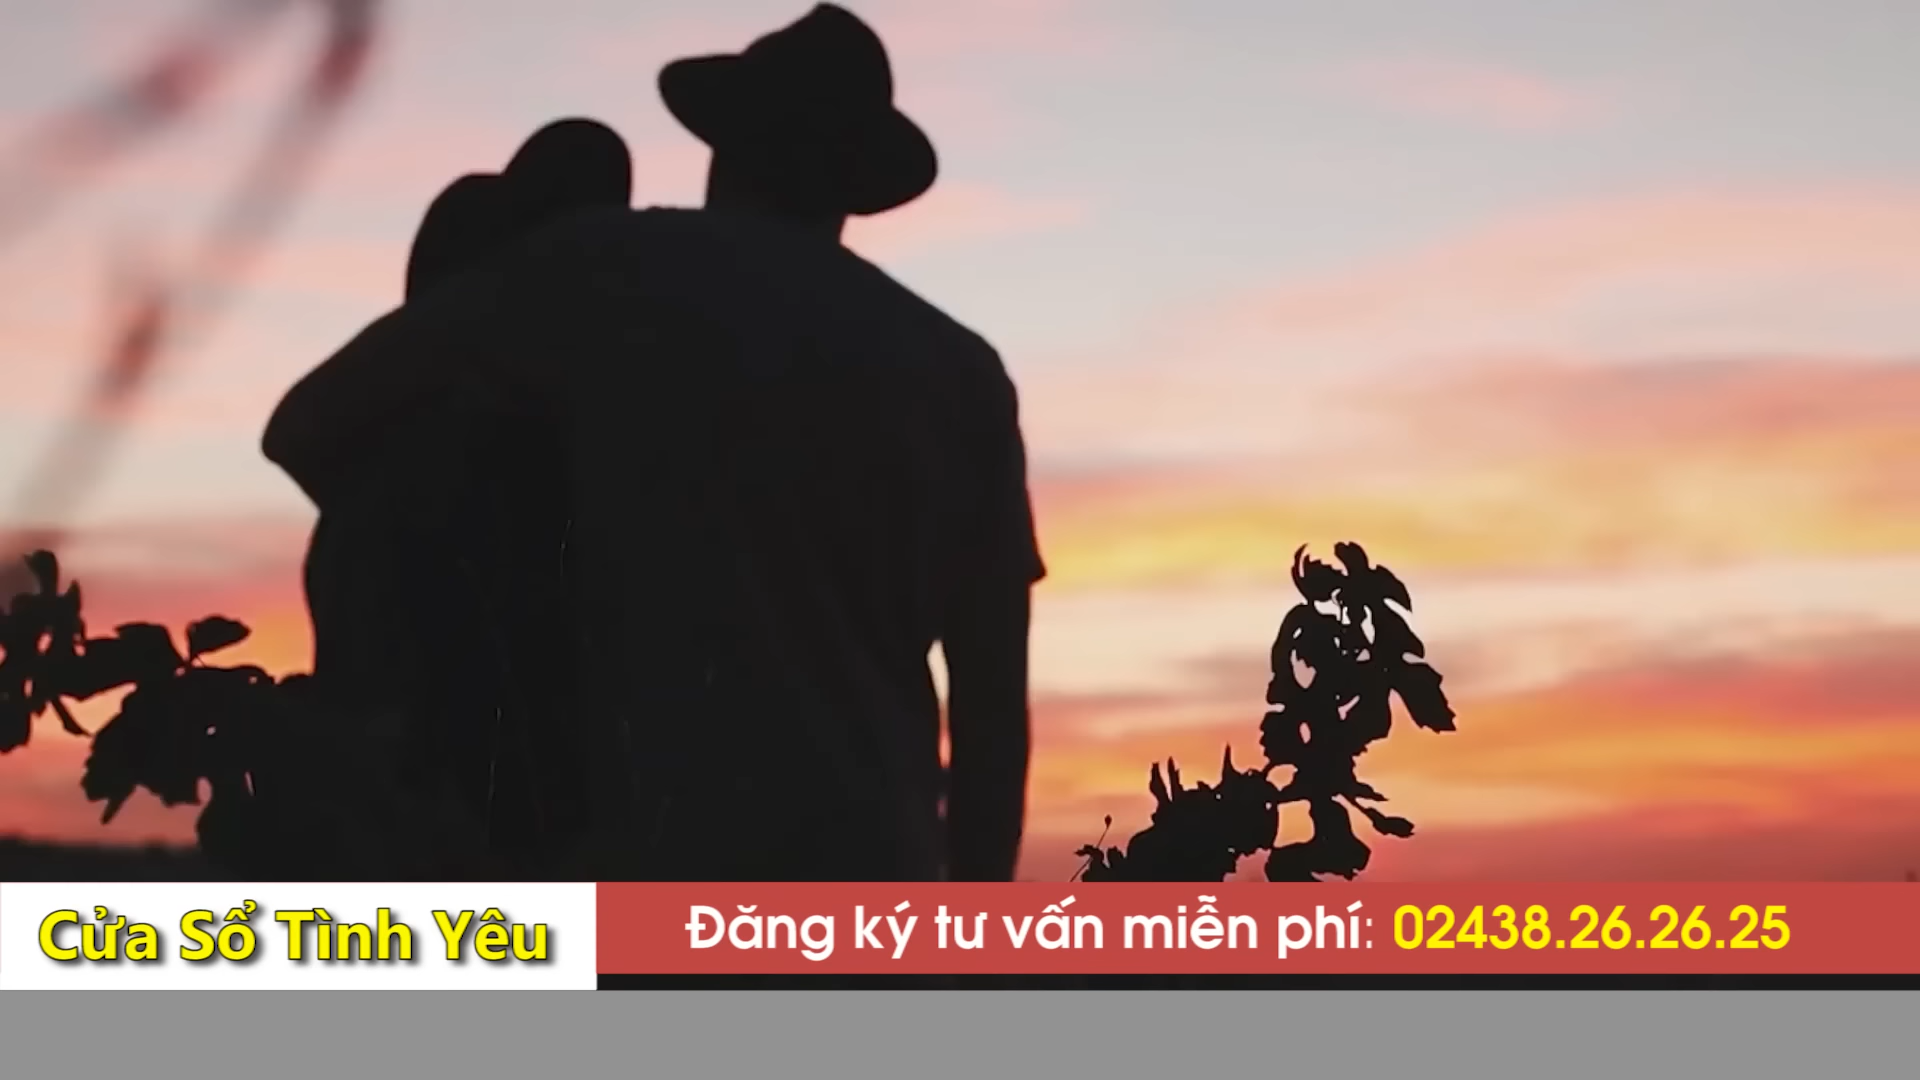 Cửa Sổ Tình Yêu
Đăng ký tư vấn miễn phí: 02438.26.26.25